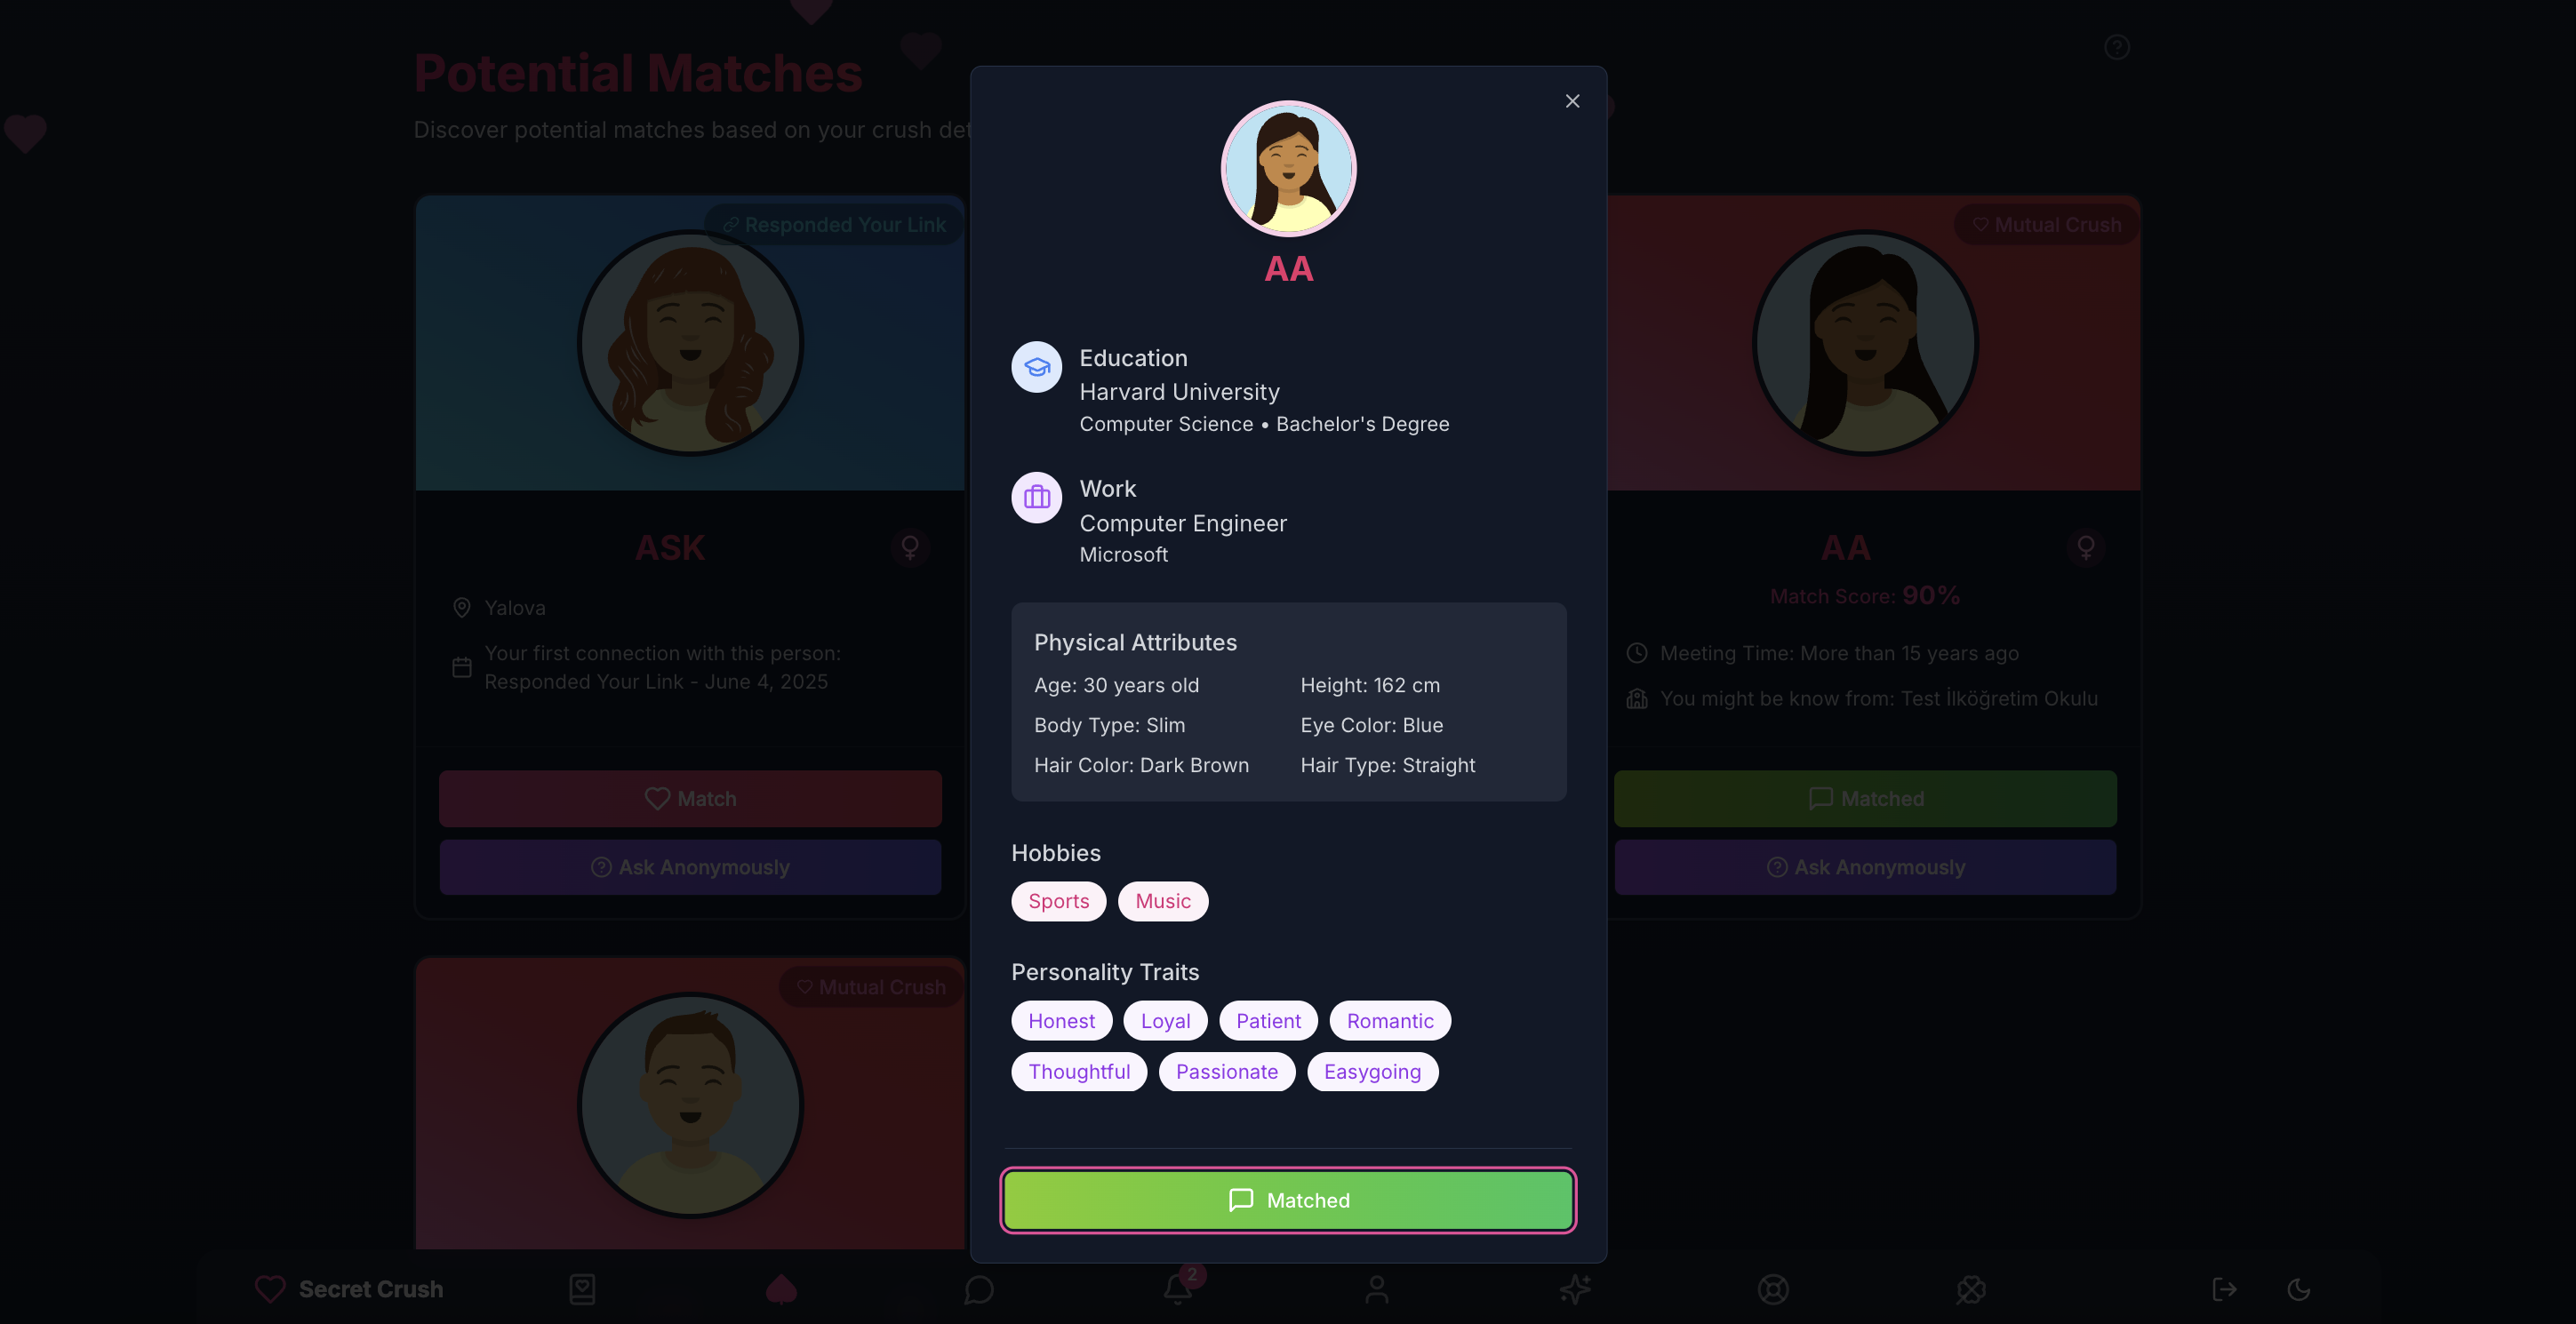 Potential Matches
Discover potential matches based on your crush det
Responded Your Link
ASK
Yalova
Your first connection with this person:
Responded Your Link - June 4, 2025
Match
Ask Anonymously
Mutual Crush
AA
Education
Harvard University
Computer Science • Bachelor's Degree
Work
Computer Engineer
Microsoft
Physical Attributes
Age: 30 years old
Height: 162 cm
Body Type: Slim
Eye Color: Blue
Hair Color: Dark Brown
Hair Type: Straight
Hobbies
Sports
Music
Personality Traits
Honest
Loyal
Patient
Romantic
Thoughtful
Passionate
Easygoing
Matched
Mutual Crush
AA
Match Score: 90%
Meeting Time: More than 15 years ago
You might be know from: Test İlköğretim Okulu
Matched
Ask Anonymously
Secret Crush
2